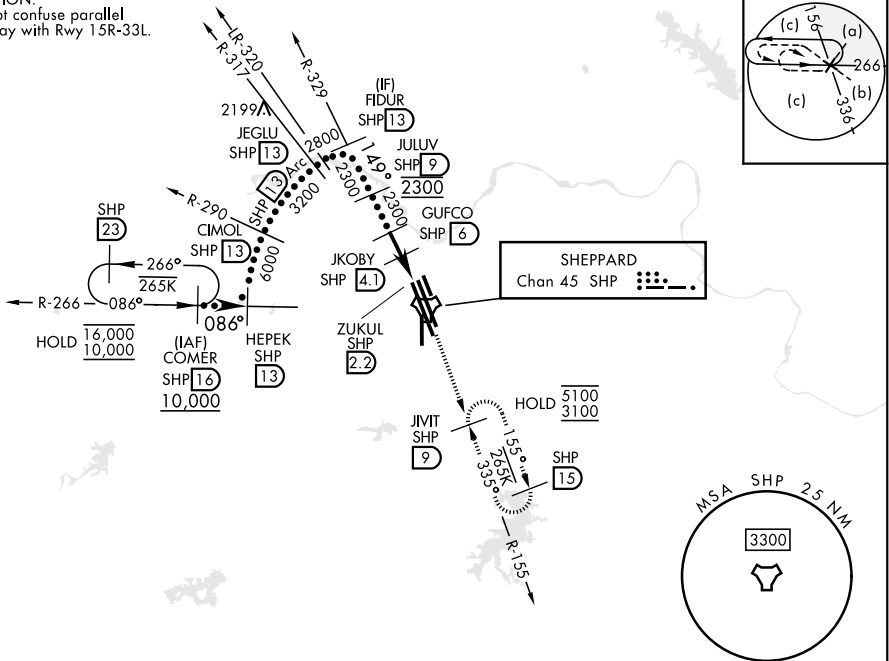 ot confuse parallel
ay with Rwy 15R-33L.
LR-320
R-317
R-329
2199
(IF)
FIDUR
SHP 13
JEGLU
SHP 13
2800
149°
JULUV
SHP 9
2300
SHP 13 Arc
3200
2300
2300
R-290
GUFCO
SHP 6
SHP
23
CIMOL
SHP 13
6000
JKOBY
SHP 4.1
SHEPPARD
Chan 45 SHP
266°
265K
R-266
086°
086°
HOLD 16,000
10,000
(IAF)
COMER
SHP 16
10,000
HEPEK
SHP
13
ZUKUL
SHP
2.2
HOLD 5100
3100
JIVIT
SHP
9
155°
265K
335°
SHP
15
R-155
(c)
156
(a)
266
(b)
(c)
336
MSA SHP 25 NM
3300